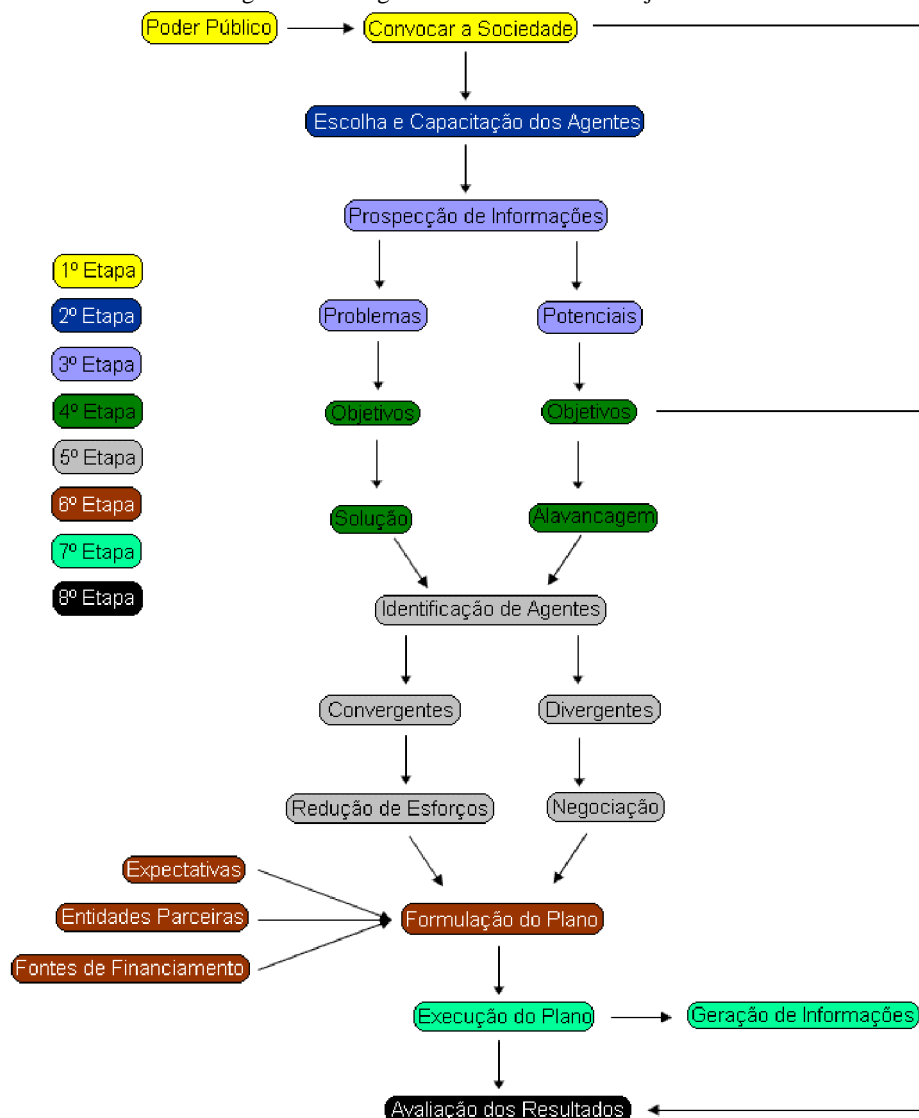 Poder Público
Convocar a Sociedade
Escolha e Capacitação dos Agentes
Prospecção de Informações
1º Etapa
2º Etapa
3º Etapa
4º Etapa
5º Etapa
6º Etapa
7º Etapa
8º Etapa
Problemas
Potenciais
Objetivos
Objetivos
Solução
Alavancagem
Identificação de Agentes
Convergentes
Divergentes
Redução de Esforços
Negociação
Expectativas
Entidades Parceiras
Fontes de Financiamento
Formulação do Plano
Execução do Plano
Geração de Informações
Avaliação dos Resultados